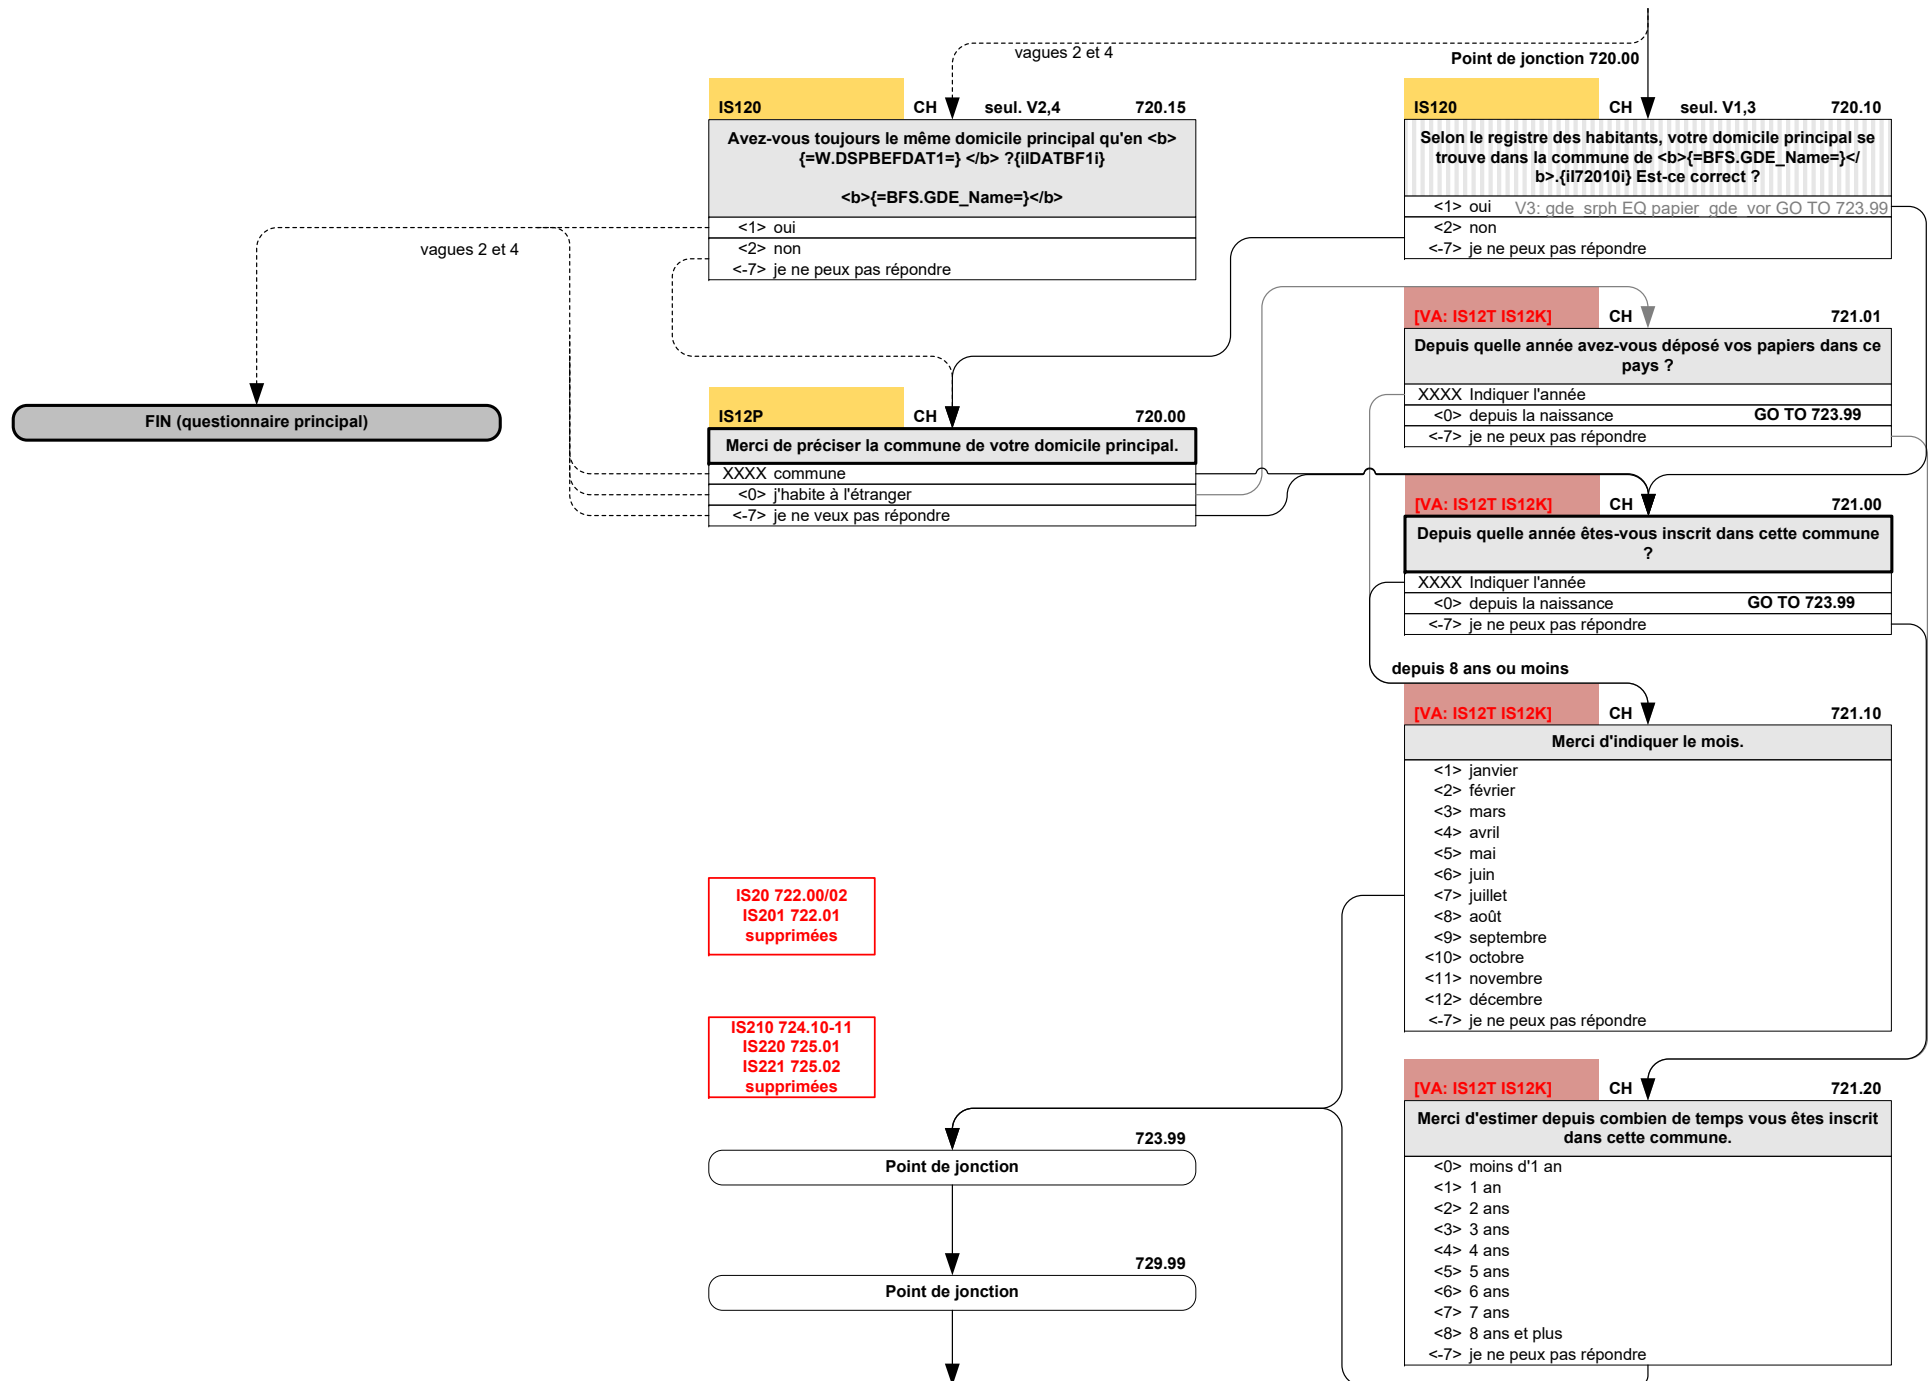 vagues 2 et 4
Point de jonction 720.00
IS120 CH seul. V2,4 720.15
Avez-vous toujours le même domicile principal qu'en <b>
{=W.DSPBEFDAT1=} </b> ?{ilDATBF1i}
<b>{=BFS.GDE_Name=}</b>
<1> oui
<2> non
<-7> je ne peux pas répondre
IS120 CH seul. V1,3 720.10
Selon le registre des habitants, votre domicile principal se
trouve dans la commune de <b>{=BFS.GDE_Name=}</
b>.{il72010i} Est-ce correct ?
<1> oui V3: gde_srph EQ papier_gde_vor GO TO 723.99
<2> non
<-7> je ne peux pas répondre
vagues 2 et 4
FIN (questionnaire principal)
[VA: IS12T IS12K] CH 721.01
Depuis quelle année avez-vous déposé vos papiers dans ce
pays ?
XXXX Indiquer l'année
<0> depuis la naissance GO TO 723.99
<-7> je ne peux pas répondre
IS12P CH 720.00
Merci de préciser la commune de votre domicile principal.
XXXX commune
<0> j'habite à l'étranger
<-7> je ne veux pas répondre
[VA: IS12T IS12K] CH 721.00
Depuis quelle année êtes-vous inscrit dans cette commune
?
XXXX Indiquer l'année
<0> depuis la naissance GO TO 723.99
<-7> je ne peux pas répondre
depuis 8 ans ou moins
[VA: IS12T IS12K] CH 721.10
Merci d'indiquer le mois.
<1> janvier
<2> février
<3> mars
<4> avril
<5> mai
<6> juin
<7> juillet
<8> août
<9> septembre
<10> octobre
<11> novembre
<12> décembre
<-7> je ne peux pas répondre
IS20 722.00/02
IS201 722.01
supprimées
IS210 724.10-11
IS220 725.01
IS221 725.02
supprimées
[VA: IS12T IS12K] CH 721.20
Merci d'estimer depuis combien de temps vous êtes inscrit
dans cette commune.
<0> moins d'1 an
<1> 1 an
<2> 2 ans
<3> 3 ans
<4> 4 ans
<5> 5 ans
<6> 6 ans
<7> 7 ans
<8> 8 ans et plus
<-7> je ne peux pas répondre
723.99
Point de jonction
729.99
Point de jonction